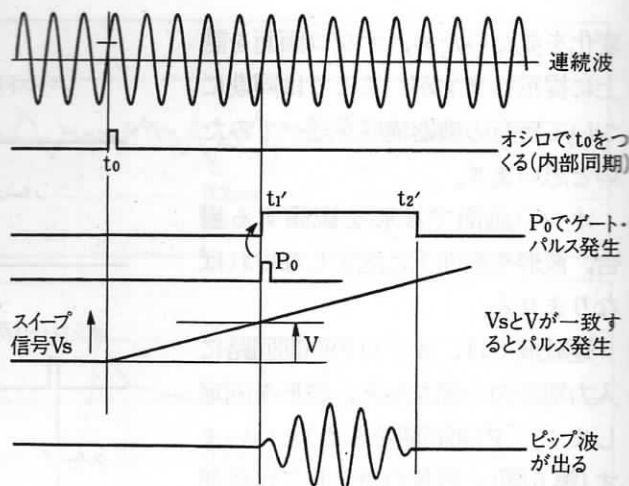 連続波
オシロでt₀をつ
くる(内部同期)
t₀
t₁′
t₂′
P₀でゲート・
パルス発生
P₀
スイープ
信号Vs
V
VsとVが一致す
るとパルス発生
ピップ波
が出る